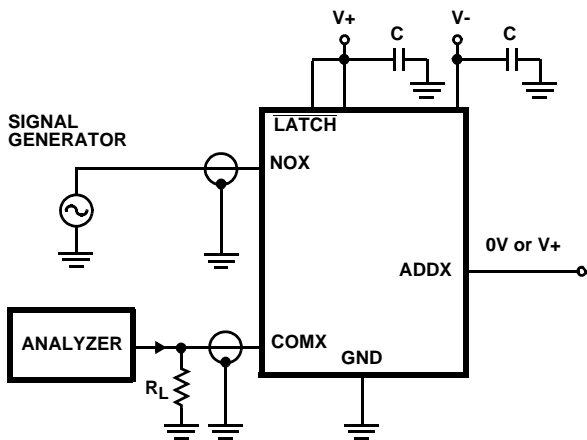 V+
C
V-
C
LATCH
SIGNAL
GENERATOR
NOX
0V or V+
ADDX
ANALYZER
COMX
GND
RL